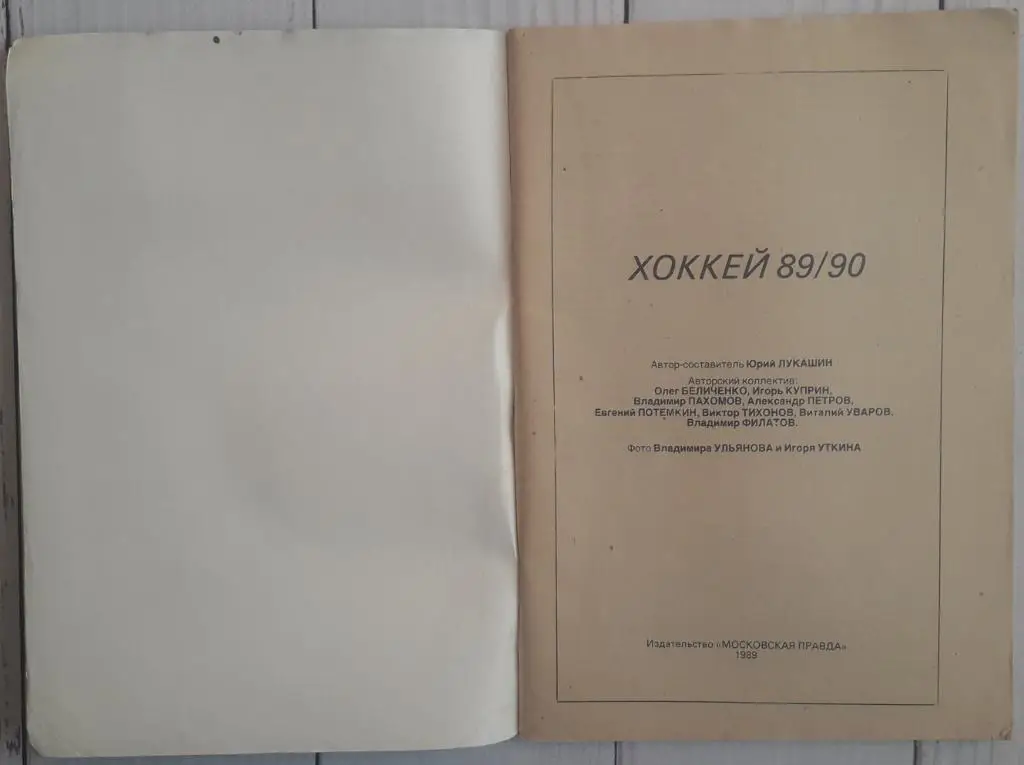 ХОККЕЙ 89/90
Автор-составитель Юрий ЛУКАШИН
Авторский коллектив:
Олег БЕЛИЧЕНКО, Игорь КУПРИН,
Владимир ПАХОМОВ, Александр ПЕТРОВ,
Евгений ПОТЕМКИН, Виктор ТИХОНОВ, Виталий УВАРОВ,
Владимир ФИЛАТОВ.
Фото Владимира УЛЬЯНОВА и Игоря УТКИНА
Издательство «МОСКОВСКАЯ ПРАВДА»
1989